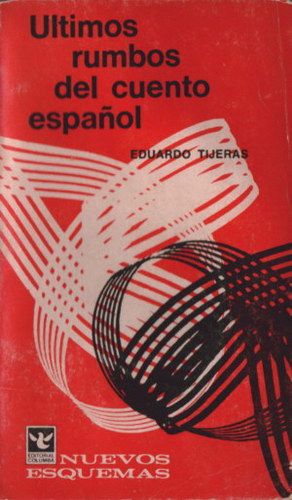 Ultimos
rumbos
del cuento
español
EDUARDO TIJERAS
EDITORIAL
COLUMBA
NUEVOS
ESQUEMAS